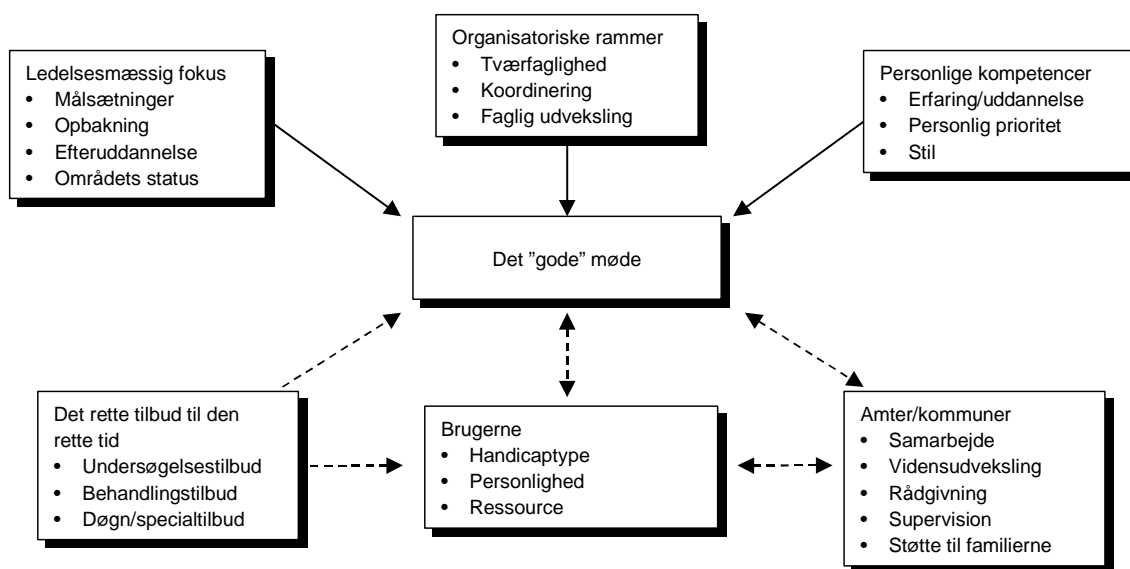 Ledelsesmæssig fokus
• Målsætninger
• Opbakning
• Efteruddannelse
• Områdets status
Organisatoriske rammer
• Tværfaglighed
• Koordinering
• Faglig udveksling
Personlige kompetencer
• Erfaring/uddannelse
• Personlig prioritet
• Stil
Det ”gode” møde
Det rette tilbud til den
rette tid
• Undersøgelsestilbud
• Behandlingstilbud
• Døgn/specialtilbud
Brugerne
• Handicaptype
• Personlighed
• Ressource
Amter/kommuner
• Samarbejde
• Vidensudveksling
• Rådgivning
• Supervision
• Støtte til familierne